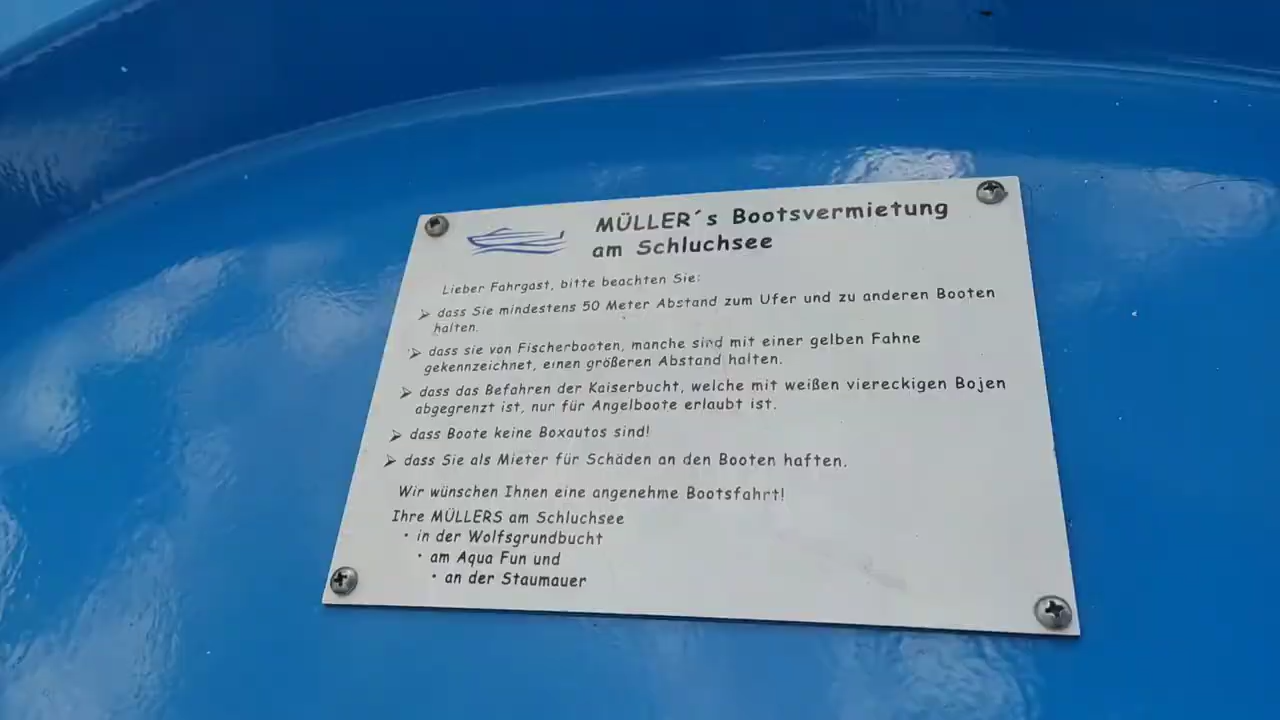 MÜLLER´s Bootsvermietung
am Schluchsee
Lieber Fahrgast, bitte beachten Sie:
➢ dass Sie mindestens 50 Meter Abstand zum Ufer und zu anderen Booten
halten.
➢ dass sie von Fischerbooten, manche sind mit einer gelben Fahne
gekennzeichnet, einen größeren Abstand halten.
➢ dass das Befahren der Kaiserbucht, welche mit weißen viereckigen Bojen
abgegrenzt ist, nur für Angelboote erlaubt ist.
➢ dass Boote keine Boxautos sind!
➢ dass Sie als Mieter für Schäden an den Booten haften.
Wir wünschen Ihnen eine angenehme Bootsfahrt!
Ihre MÜLLERS am Schluchsee
• in der Wolfsgrundbucht
• am Aqua Fun und
• an der Staumauer